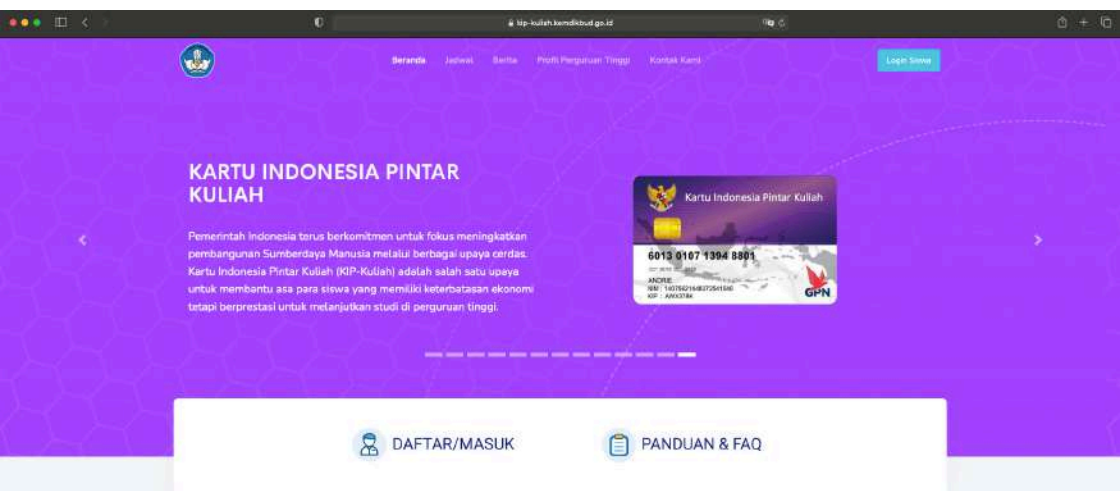 kip-kuliah.kemdikbud.go.id
Beranda Jadwal Berita Profil Perguruan Tinggi Kontak Kami Login Siswa
KARTU INDONESIA PINTAR
KULIAH
Pemerintah Indonesia terus berkomitmen untuk fokus meningkatkan
pembangunan Sumberdaya Manusia melalui berbagai upaya cerdas.
Kartu Indonesia Pintar Kuliah (KIP-Kuliah) adalah salah satu upaya
untuk membantu asa para siswa yang memiliki keterbatasan ekonomi
tetapi berprestasi untuk melanjutkan studi di perguruan tinggi.
Kartu Indonesia Pintar Kuliah
6013 0107 1394 8801
ANDRIE
NIM :
KIP :
GPN
DAFTAR/MASUK
PANDUAN & FAQ